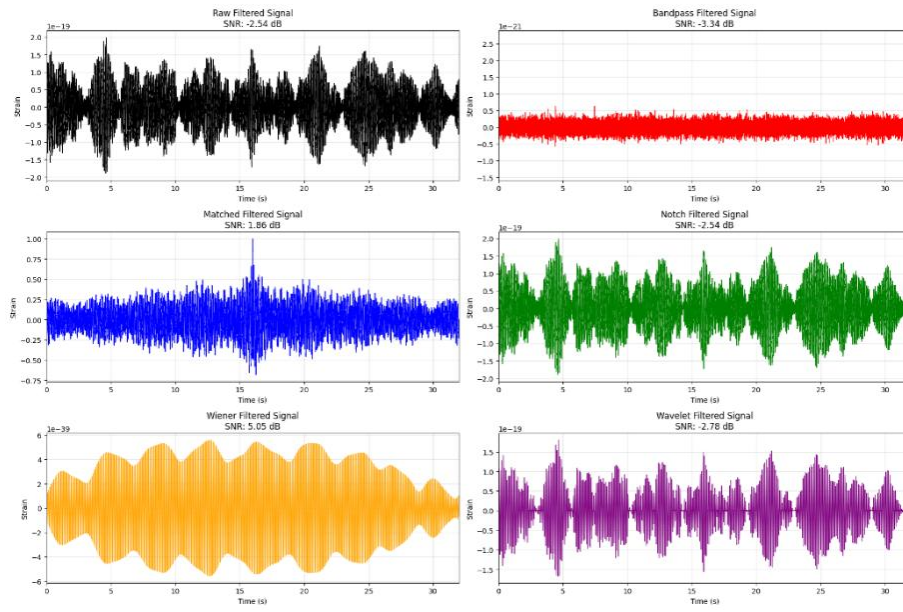 Raw Filtered Signal
SNR: -2.54 dB
1e-19
2.0
1.5
1.0
0.5
0.0
-0.5
-1.0
-1.5
-2.0
Strain
0 5 10 15 20 25 30
Time (s)
Bandpass Filtered Signal
SNR: -3.34 dB
1e-21
2.5
2.0
1.5
1.0
0.5
0.0
-0.5
-1.0
-1.5
Strain
0 5 10 15 20 25 30
Time (s)
Matched Filtered Signal
SNR: 1.86 dB
1.00
0.75
0.50
0.25
0.00
-0.25
-0.50
-0.75
Strain
0 5 10 15 20 25 30
Time (s)
Notch Filtered Signal
SNR: -2.54 dB
1e-19
2.0
1.5
1.0
0.5
0.0
-0.5
-1.0
-1.5
-2.0
Strain
0 5 10 15 20 25 30
Time (s)
Wiener Filtered Signal
SNR: 5.05 dB
1e-39
6
4
2
0
-2
-4
-6
Strain
0 5 10 15 20 25 30
Time (s)
Wavelet Filtered Signal
SNR: -2.78 dB
1e-19
1.5
1.0
0.5
0.0
-0.5
-1.0
-1.5
Strain
0 5 10 15 20 25 30
Time (s)